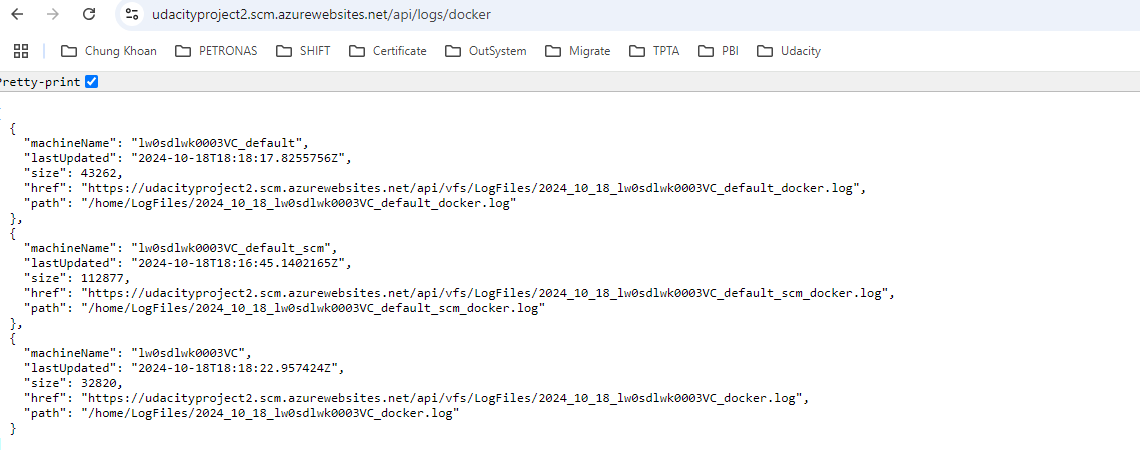 udacityproject2.scm.azurewebsites.net/api/logs/docker
Chung Khoan PETRONAS SHIFT Certificate OutSystem Migrate TPTA PBI Udacity
Pretty-print
{
"machineName": "lw0sdlwk0003VC_default",
"lastUpdated": "2024-10-18T18:18:17.8255756Z",
"size": 43262,
"href": "https://udacityproject2.scm.azurewebsites.net/api/vfs/LogFiles/2024_10_18_lw0sdlwk0003VC_default_docker.log",
"path": "/home/LogFiles/2024_10_18_lw0sdlwk0003VC_default_docker.log"
},
{
"machineName": "lw0sdlwk0003VC_default_scm",
"lastUpdated": "2024-10-18T18:16:45.1402165Z",
"size": 112877,
"href": "https://udacityproject2.scm.azurewebsites.net/api/vfs/LogFiles/2024_10_18_lw0sdlwk0003VC_default_scm_docker.log",
"path": "/home/LogFiles/2024_10_18_lw0sdlwk0003VC_default_scm_docker.log"
},
{
"machineName": "lw0sdlwk0003VC",
"lastUpdated": "2024-10-18T18:18:22.957424Z",
"size": 32820,
"href": "https://udacityproject2.scm.azurewebsites.net/api/vfs/LogFiles/2024_10_18_lw0sdlwk0003VC_docker.log",
"path": "/home/LogFiles/2024_10_18_lw0sdlwk0003VC_docker.log"
}